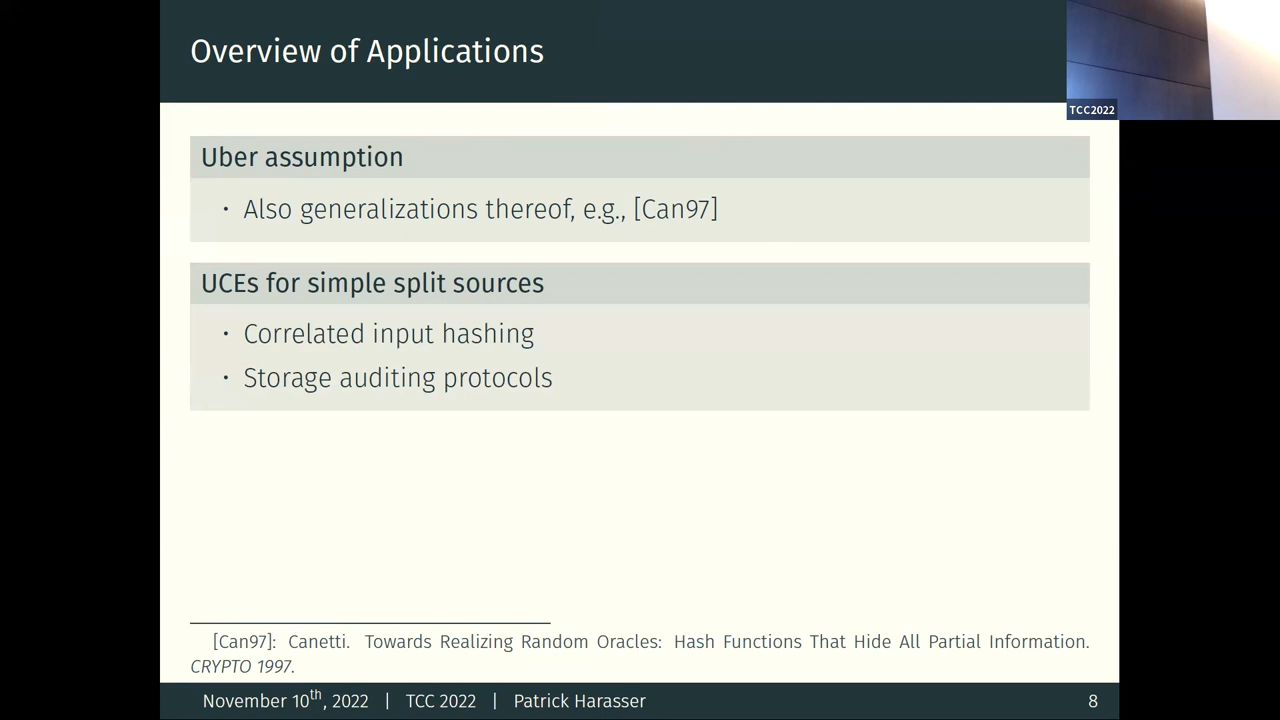 Overview of Applications
TCC2022
Uber assumption
· Also generalizations thereof, e.g., [Can97]
UCEs for simple split sources
· Correlated input hashing
· Storage auditing protocols
[Can97]: Canetti. Towards Realizing Random Oracles: Hash Functions That Hide All Partial Information.
CRYPTO 1997.
November 10th, 2022 | TCC 2022 | Patrick Harasser 8